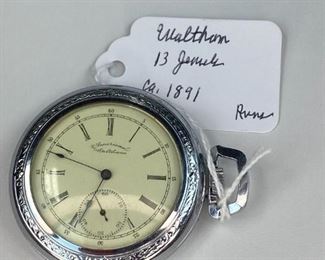 Waltham
13 Jewels
Ca. 1891
Runs
American
Waltham